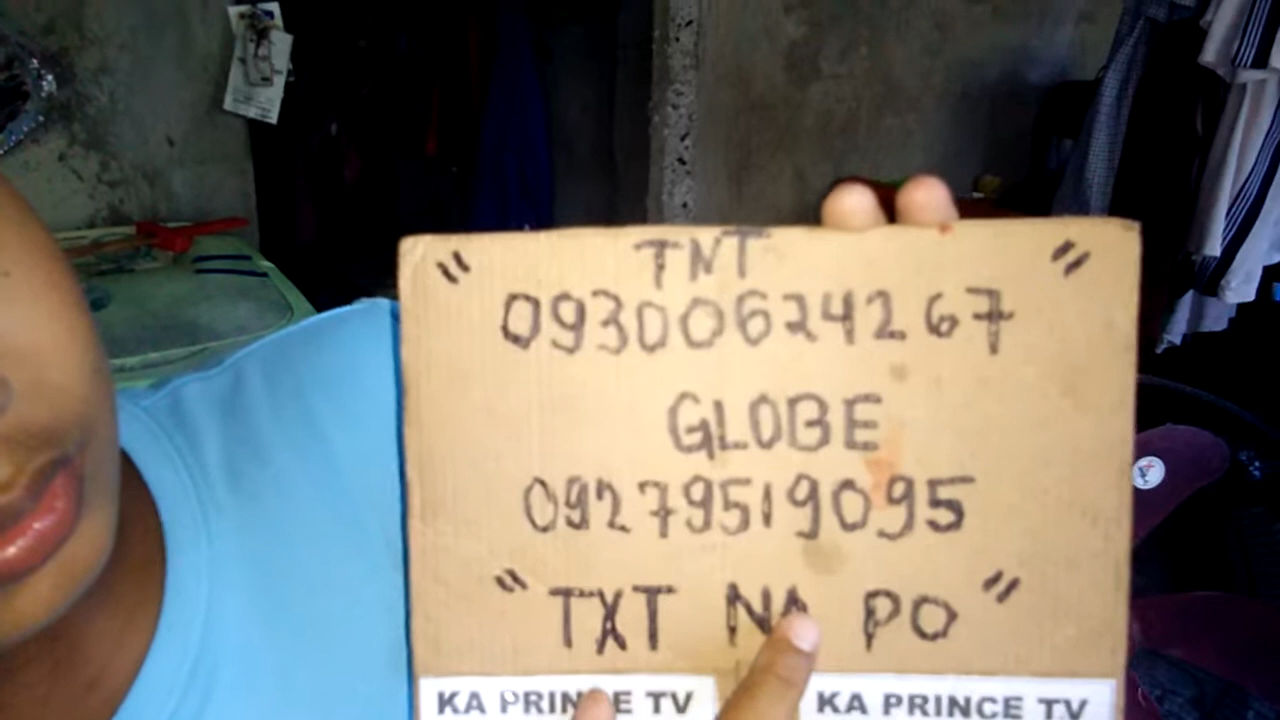 " TNT "
09300624267
GLOBE
09279519095
"TXT NA PO"
KA PRINCE TV KA PRINCE TV